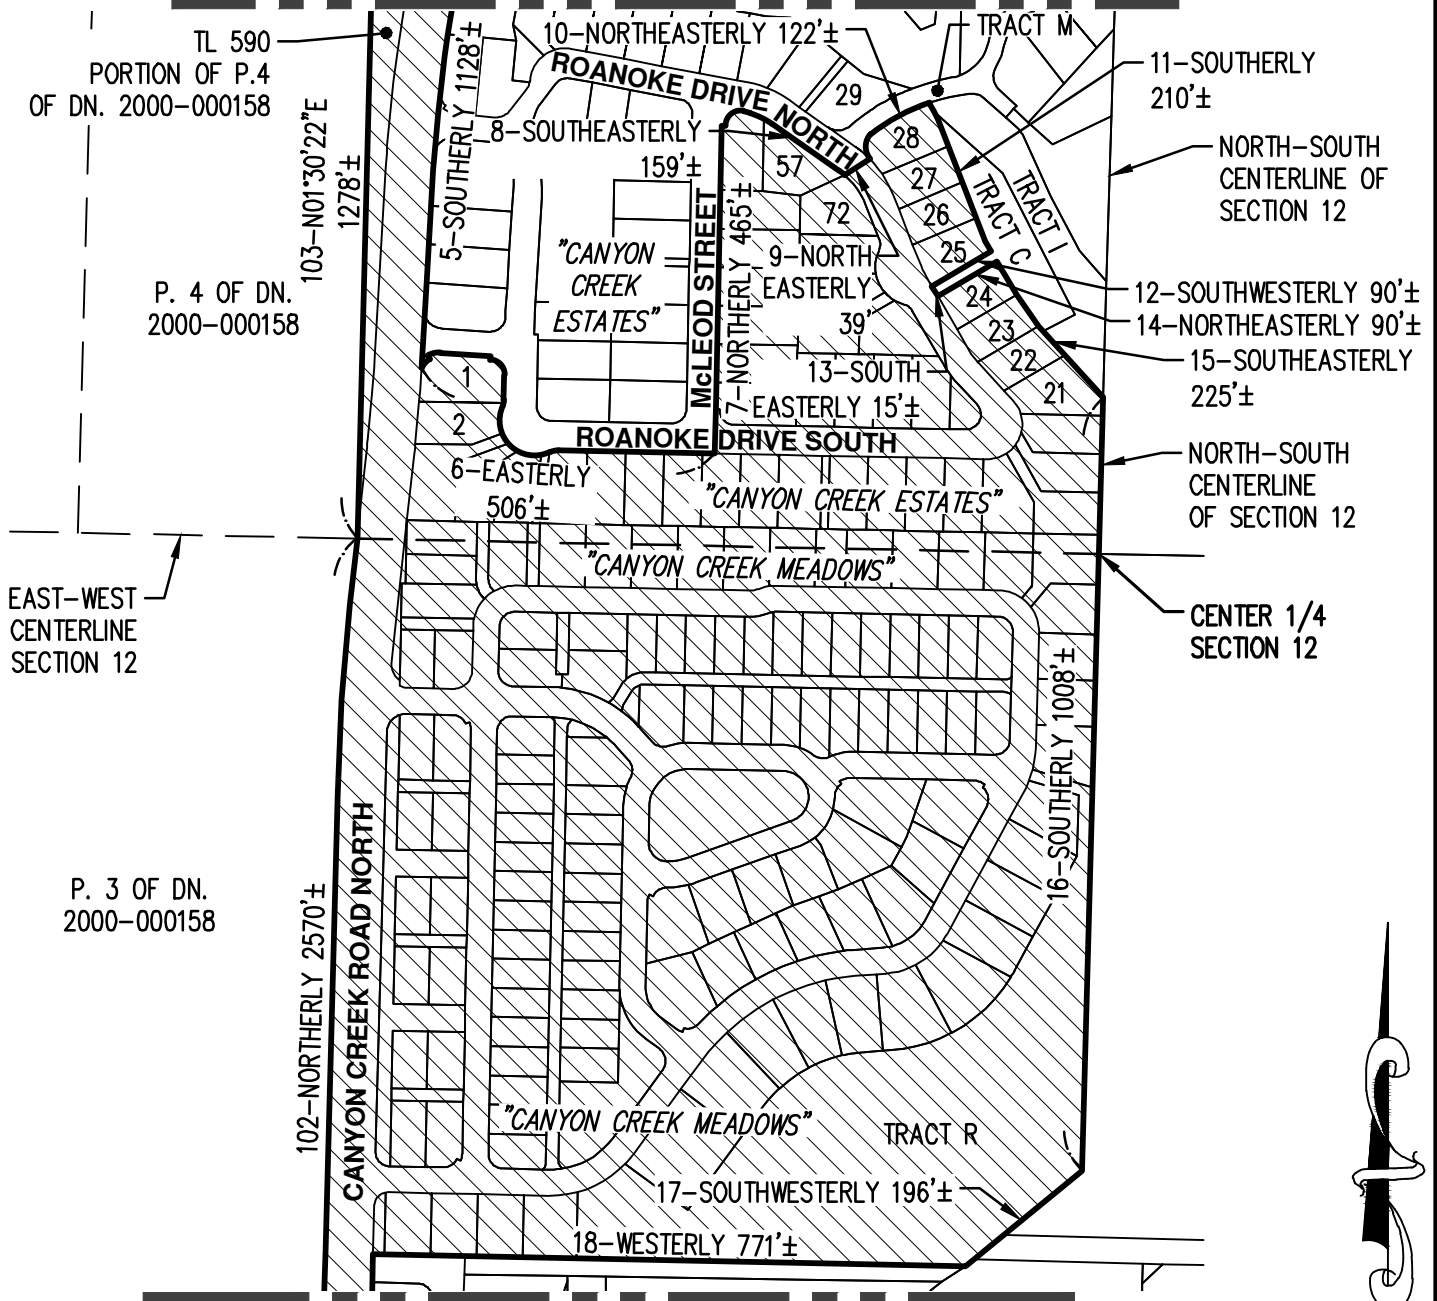 TL 590
PORTION OF P.4
OF DN. 2000-000158
103-N01°30'22"E
1278'±
5-SOUTHERLY 1128'±
10-NORTHEASTERLY 122'±
TRACT M
ROANOKE DRIVE NORTH
29
11-SOUTHERLY
210'±
8-SOUTHEASTERLY
159'±
57
28
27
26
25
TRACT C
TRACT I
NORTH-SOUTH
CENTERLINE OF
SECTION 12
72
9-NORTH
EASTERLY
39'
"CANYON
CREEK
ESTATES"
McLEOD STREET
7-NORTHERLY 465'±
P. 4 OF DN.
2000-000158
12-SOUTHWESTERLY 90'±
14-NORTHEASTERLY 90'±
15-SOUTHEASTERLY
225'±
24
23
22
21
13-SOUTH
EASTERLY 15'±
1
2
ROANOKE DRIVE SOUTH
6-EASTERLY
506'±
"CANYON CREEK ESTATES"
NORTH-SOUTH
CENTERLINE
OF SECTION 12
EAST-WEST
CENTERLINE
SECTION 12
"CANYON CREEK MEADOWS"
CENTER 1/4
SECTION 12
16-SOUTHERLY 1008'±
P. 3 OF DN.
2000-000158
102-NORTHERLY 2570'±
CANYON CREEK ROAD NORTH
"CANYON CREEK MEADOWS"
TRACT R
17-SOUTHWESTERLY 196'±
18-WESTERLY 771'±